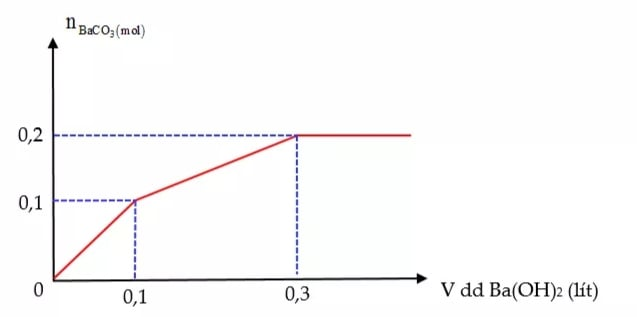 n BaCO₃(mol)
0,2
0,1
0
0,1
0,3
V dd Ba(OH)₂ (lít)